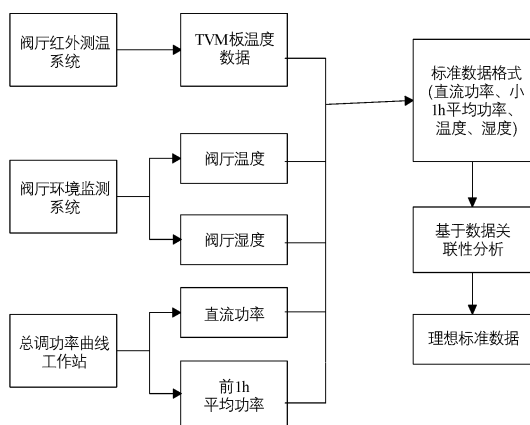 阀厅红外测温
系统
TVM板温度
数据
标准数据格式
(直流功率、小
1h平均功率、
温度、湿度)
阀厅环境监测
系统
阀厅温度
阀厅湿度
基于数据关
联性分析
总调功率曲线
工作站
直流功率
前1h
平均功率
理想标准数据